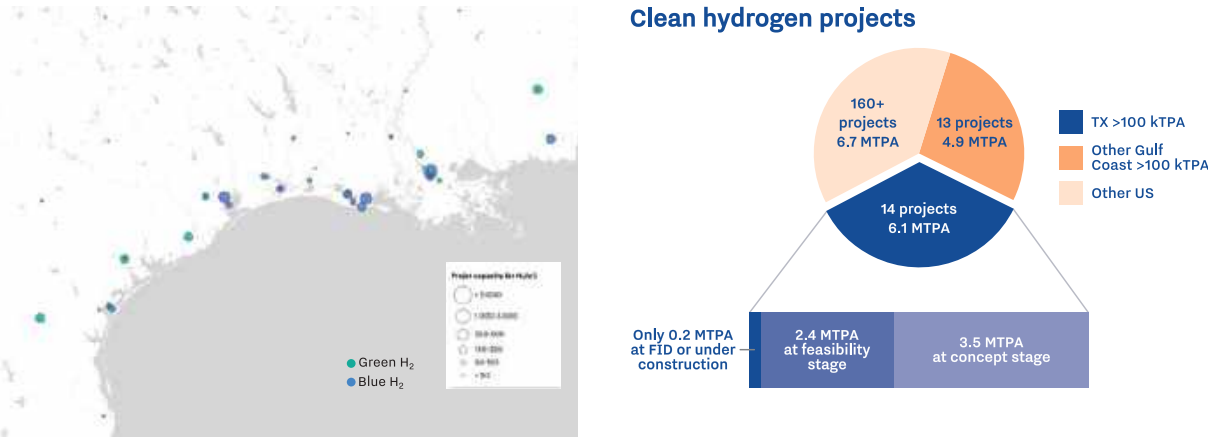 Clean hydrogen projects
160+
projects
6.7 MTPA
13 projects
4.9 MTPA
14 projects
6.1 MTPA
TX >100 kTPA
Other Gulf
Coast >100 kTPA
Other US
Only 0.2 MTPA
at FID or under
construction
2.4 MTPA
at feasibility
stage
3.5 MTPA
at concept stage
Green H₂
Blue H₂